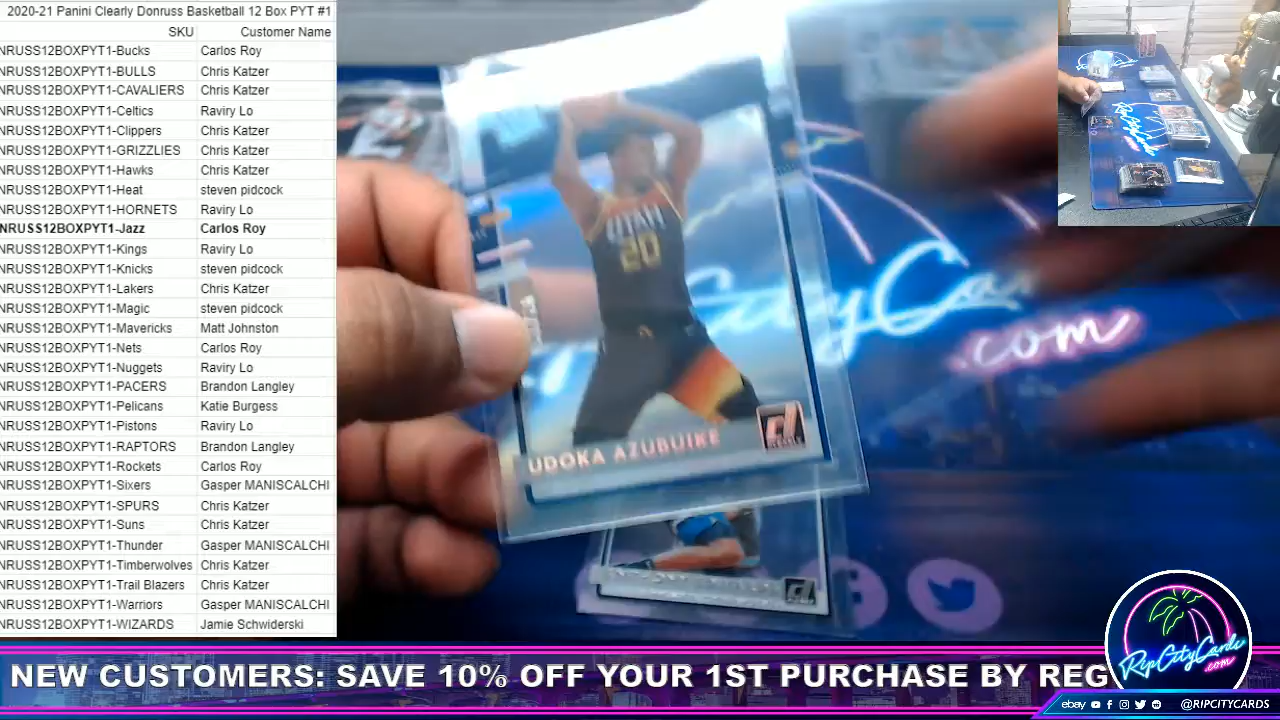 2020-21 Panini Clearly Donruss Basketball 12 Box PYT #1
SKU Customer Name
NRUSS12BOXPYT1-Bucks Carlos Roy
NRUSS12BOXPYT1-BULLS Chris Katzer
NRUSS12BOXPYT1-CAVALIERS Chris Katzer
NRUSS12BOXPYT1-Celtics Raviry Lo
NRUSS12BOXPYT1-Clippers Chris Katzer
NRUSS12BOXPYT1-GRIZZLIES Chris Katzer
NRUSS12BOXPYT1-Hawks Chris Katzer
NRUSS12BOXPYT1-Heat steven pidcock
NRUSS12BOXPYT1-HORNETS Raviry Lo
NRUSS12BOXPYT1-Jazz Carlos Roy
NRUSS12BOXPYT1-Kings Raviry Lo
NRUSS12BOXPYT1-Knicks steven pidcock
NRUSS12BOXPYT1-Lakers Chris Katzer
NRUSS12BOXPYT1-Magic steven pidcock
NRUSS12BOXPYT1-Mavericks Matt Johnston
NRUSS12BOXPYT1-Nets Carlos Roy
NRUSS12BOXPYT1-Nuggets Raviry Lo
NRUSS12BOXPYT1-PACERS Brandon Langley
NRUSS12BOXPYT1-Pelicans Katie Burgess
NRUSS12BOXPYT1-Pistons Raviry Lo
NRUSS12BOXPYT1-RAPTORS Brandon Langley
NRUSS12BOXPYT1-Rockets Carlos Roy
NRUSS12BOXPYT1-Sixers Gasper MANISCALCHI
NRUSS12BOXPYT1-SPURS Chris Katzer
NRUSS12BOXPYT1-Suns Chris Katzer
NRUSS12BOXPYT1-Thunder Gasper MANISCALCHI
NRUSS12BOXPYT1-Timberwolves Chris Katzer
NRUSS12BOXPYT1-Trail Blazers Chris Katzer
NRUSS12BOXPYT1-Warriors Gasper MANISCALCHI
NRUSS12BOXPYT1-WIZARDS Jamie Schwiderski
UTAH
20
UDOKA AZUBUIKE
com
NEW CUSTOMERS: SAVE 10% OFF YOUR 1ST PURCHASE BY REG
RipCityCards
.com
ebay @RIPCITYCARDS